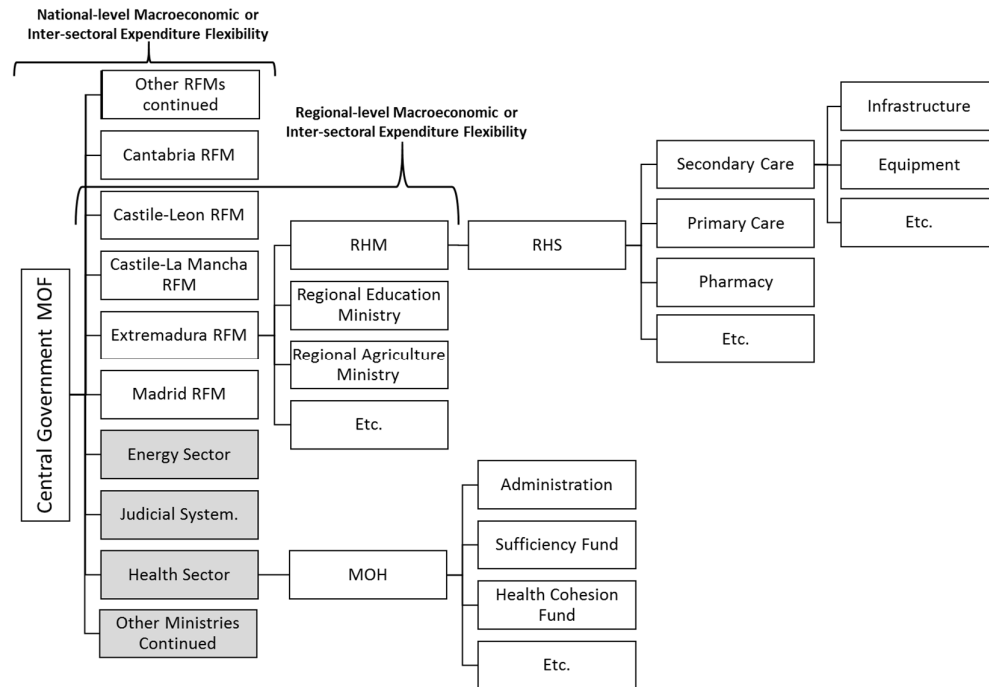 National-level Macroeconomic or
Inter-sectoral Expenditure Flexibility
Regional-level Macroeconomic or
Inter-sectoral Expenditure Flexibility
Central Government MOF
Other RFMs
continued
Cantabria RFM
Castile-Leon RFM
Castile-La Mancha
RFM
Extremadura RFM
Madrid RFM
Energy Sector
Judicial System.
Health Sector
Other Ministries
Continued
RHM
Regional Education
Ministry
Regional Agriculture
Ministry
Etc.
RHS
Secondary Care
Primary Care
Pharmacy
Etc.
Infrastructure
Equipment
Etc.
MOH
Administration
Sufficiency Fund
Health Cohesion
Fund
Etc.